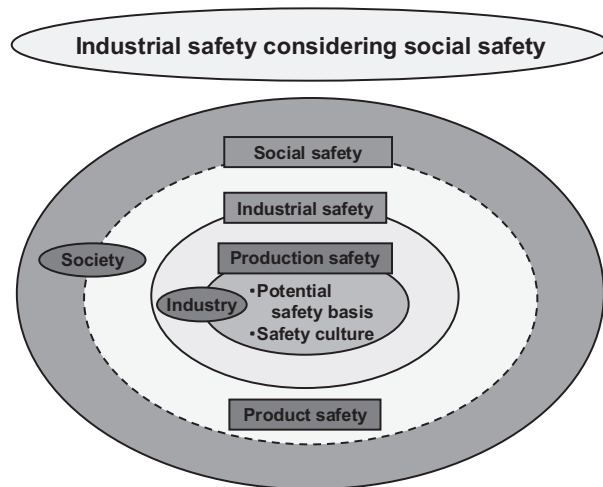 Industrial safety considering social safety
Social safety
Industrial safety
Society
Production safety
Industry
•Potential
safety basis
•Safety culture
Product safety